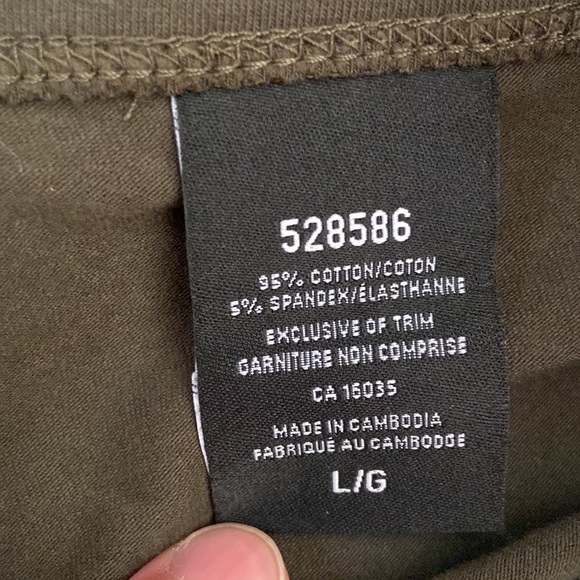 528586
95% COTTON/COTON
5% SPANDEX/ÉLASTHANNE
EXCLUSIVE OF TRIM
GARNITURE NON COMPRISE
CA 16035
MADE IN CAMBODIA
FABRIQUÉ AU CAMBODGE
L/G